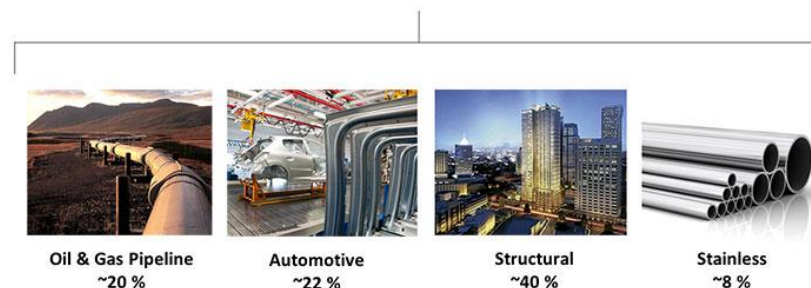 Oil & Gas Pipeline
~20 %
Automotive
~22 %
Structural
~40 %
Stainless
~8 %